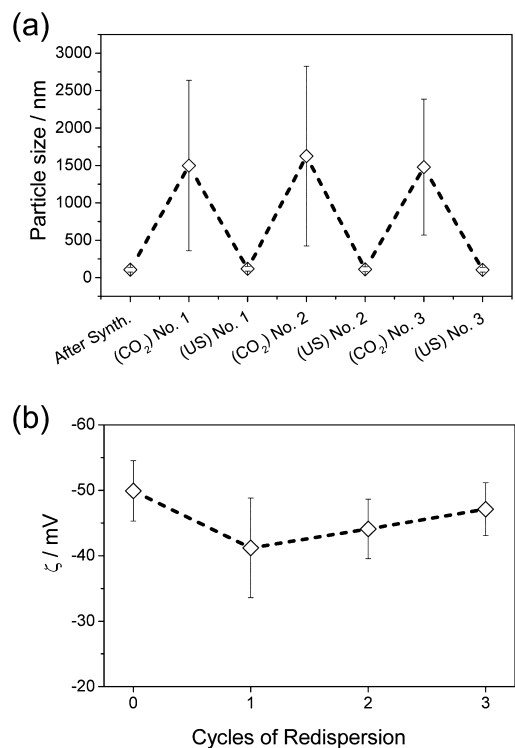 (a)
Particle size / nm
3000
2500
2000
1500
1000
500
0
After Synth.
(CO₂) No. 1
(US) No. 1
(CO₂) No. 2
(US) No. 2
(CO₂) No. 3
(US) No. 3
(b)
ζ / mV
-60
-50
-40
-30
-20
0
1
2
3
Cycles of Redispersion